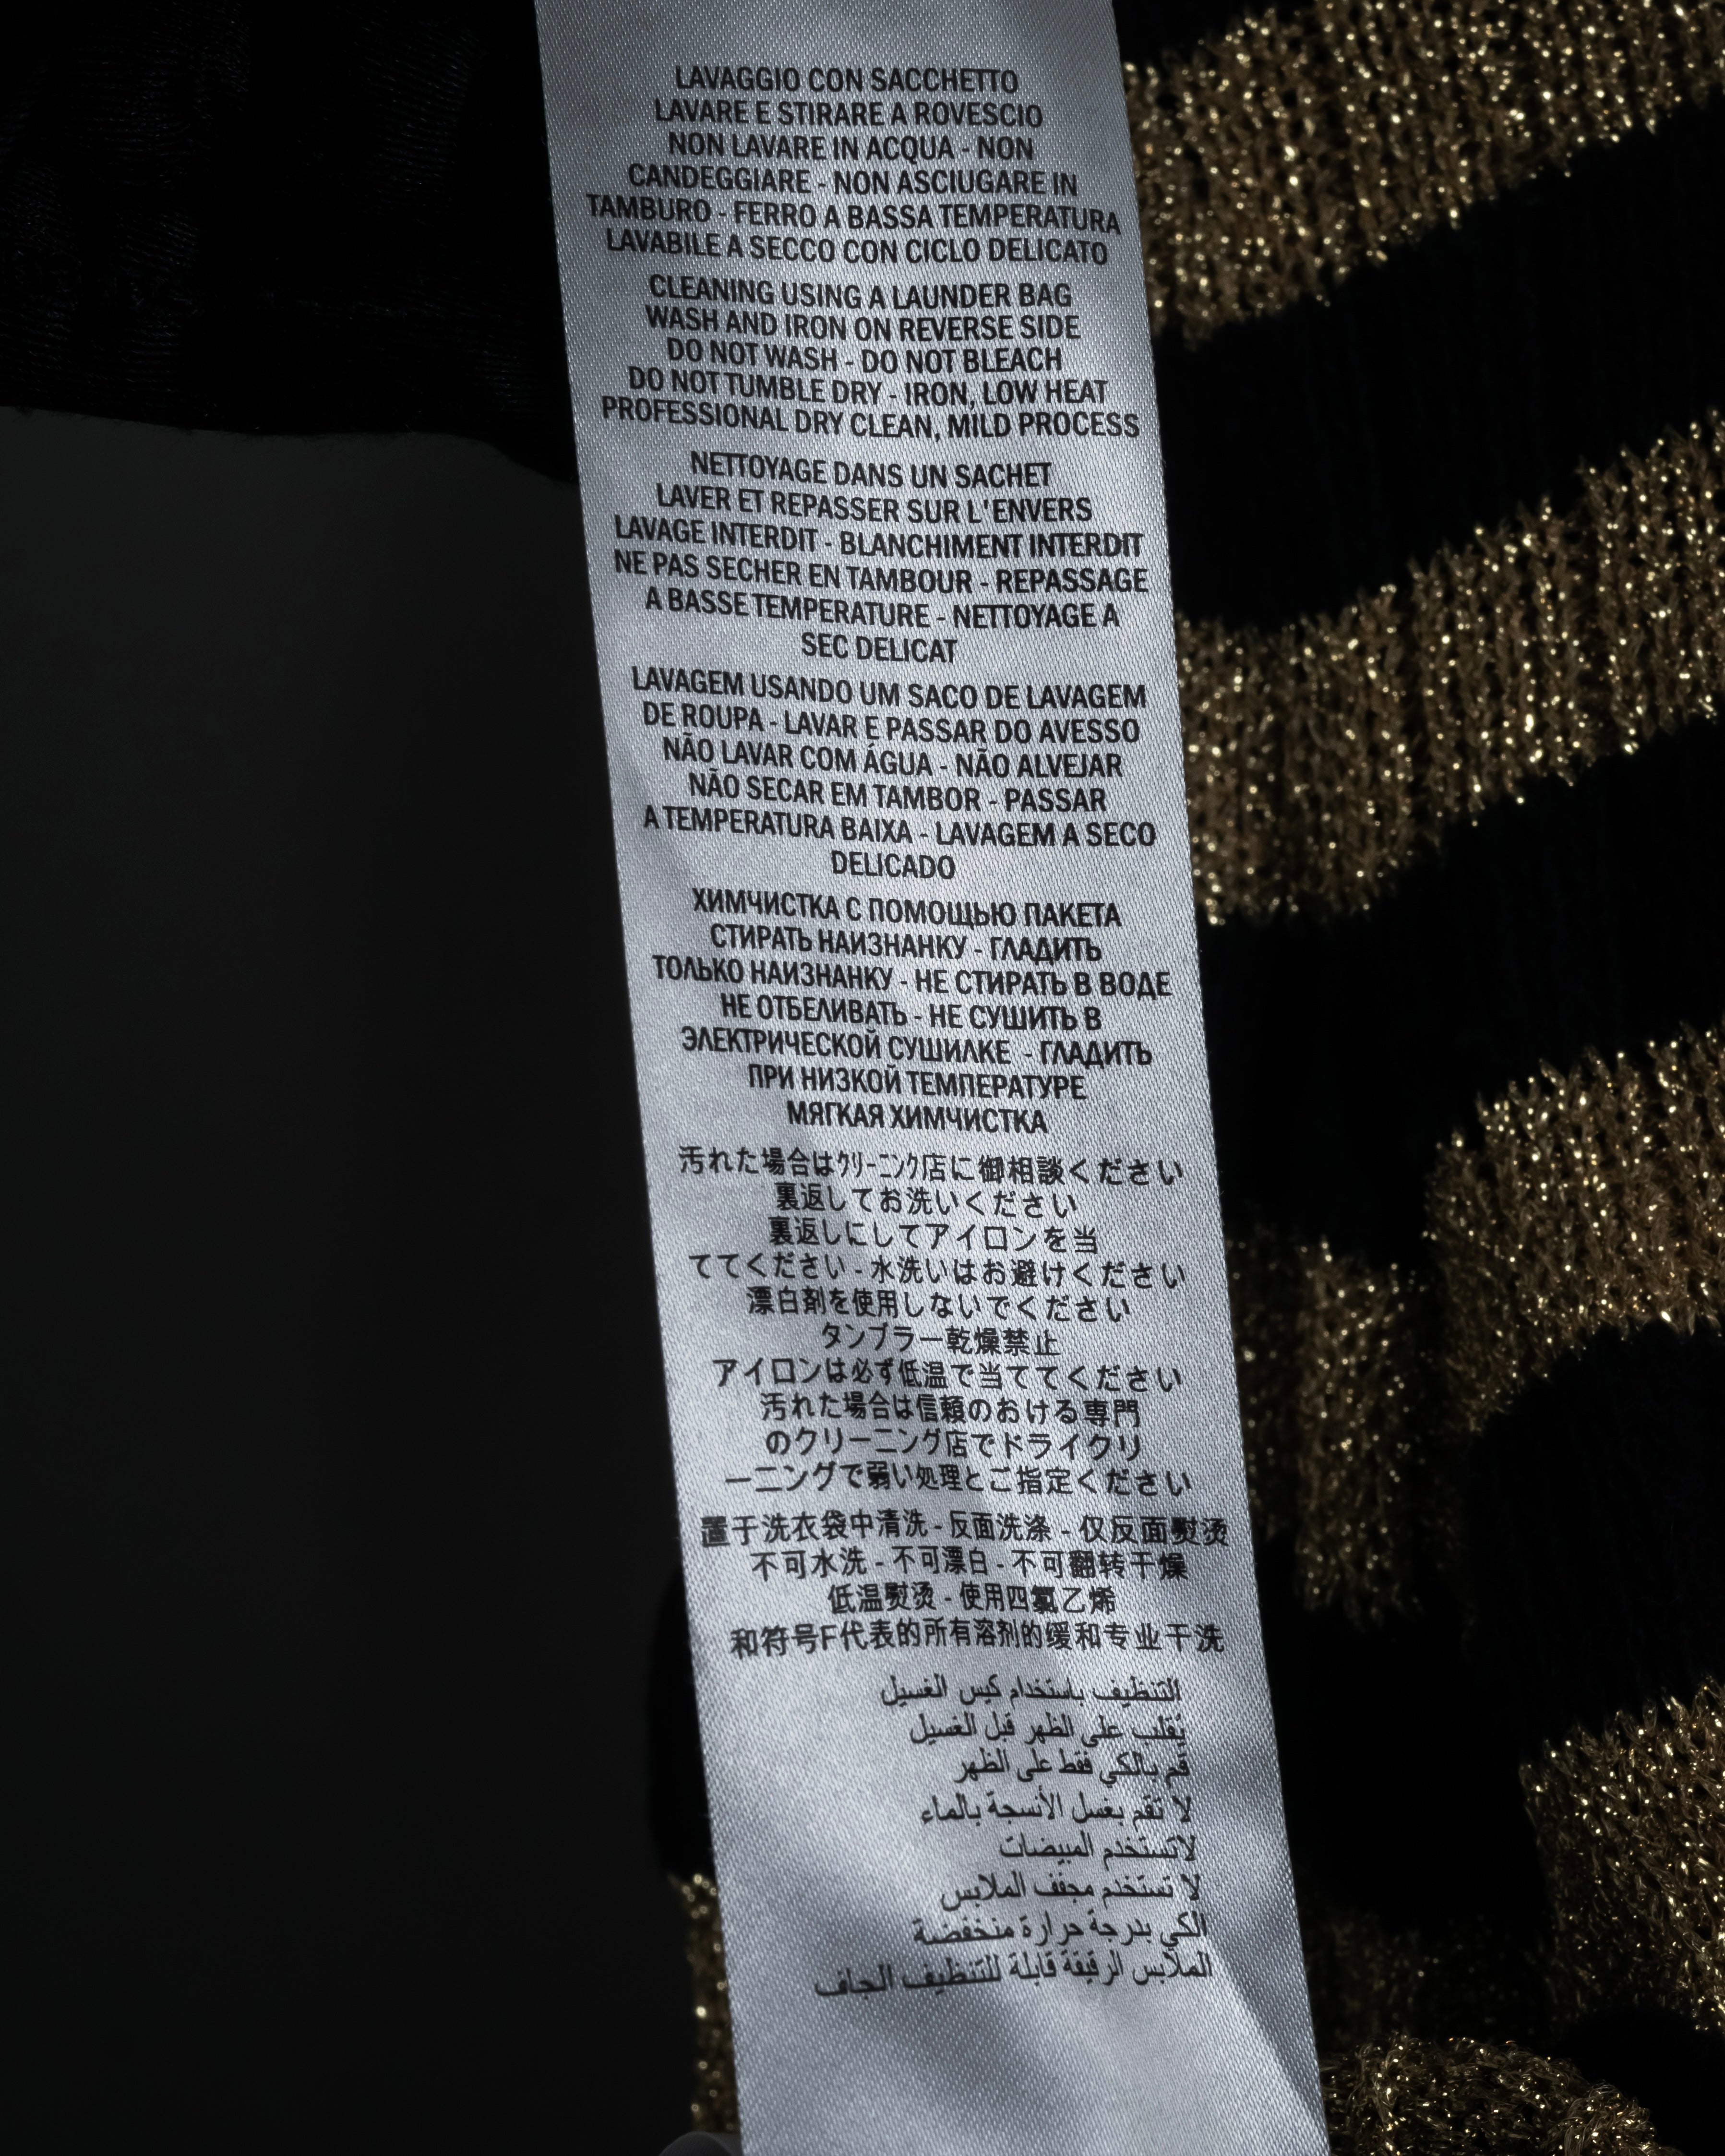 LAVAGGIO CON SACCHETTO
LAVARE E STIRARE A ROVESCIO
NON LAVARE IN ACQUA - NON
CANDEGGIARE - NON ASCIUGARE IN
TAMBURO - FERRO A BASSA TEMPERATURA
LAVABILE A SECCO CON CICLO DELICATO
CLEANING USING A LAUNDER BAG
WASH AND IRON ON REVERSE SIDE
DO NOT WASH - DO NOT BLEACH
DO NOT TUMBLE DRY - IRON, LOW HEAT
PROFESSIONAL DRY CLEAN, MILD PROCESS
NETTOYAGE DANS UN SACHET
LAVER ET REPASSER SUR L'ENVERS
LAVAGE INTERDIT - BLANCHIMENT INTERDIT
NE PAS SECHER EN TAMBOUR - REPASSAGE
A BASSE TEMPERATURE - NETTOYAGE A
SEC DELICAT
LAVAGEM USANDO UM SACO DE LAVAGEM
DE ROUPA - LAVAR E PASSAR DO AVESSO
NÃO LAVAR COM ÁGUA - NÃO ALVEJAR
NÃO SECAR EM TAMBOR - PASSAR
A TEMPERATURA BAIXA - LAVAGEM A SECO
DELICADO
ХИМЧИСТКА С ПОМОЩЬЮ ПАКЕТА
СТИРАТЬ НАИЗНАНКУ - ГЛАДИТЬ
ТОЛЬКО НАИЗНАНКУ - НЕ СТИРАТЬ В ВОДЕ
НЕ ОТБЕЛИВАТЬ - НЕ СУШИТЬ В
ЭЛЕКТРИЧЕСКОЙ СУШИЛКЕ - ГЛАДИТЬ
ПРИ НИЗКОЙ ТЕМПЕРАТУРЕ
МЯГКАЯ ХИМЧИСТКА
汚れた場合はｸﾘｰﾆﾝｸﾞ店に御相談ください
裏返してお洗いください
裏返しにしてアイロンを当
ててください - 水洗いはお避けください
漂白剤を使用しないでください
タンブラー乾燥禁止
アイロンは必ず低温で当ててください
汚れた場合は信頼のおける専門
のクリーニング店でドライクリ
ーニングで弱い処理とご指定ください
置于洗衣袋中清洗 - 反面洗涤 - 仅反面熨烫
不可水洗 - 不可漂白 - 不可翻转干燥
低温熨烫 - 使用四氯乙烯
和符号F代表的所有溶剂的缓和专业干洗
التنظيف باستخدام كيس الغسيل
يُقلب على الظهر قبل الغسيل
قم بالكي فقط على الظهر
لا تقم بغسل الأنسجة بالماء
لاتستخدم المبيضات
لا تستخدم مجفف الملابس
الكي بدرجة حرارة منخفضة
الملابس الرقيقة قابلة للتنظيف الجاف